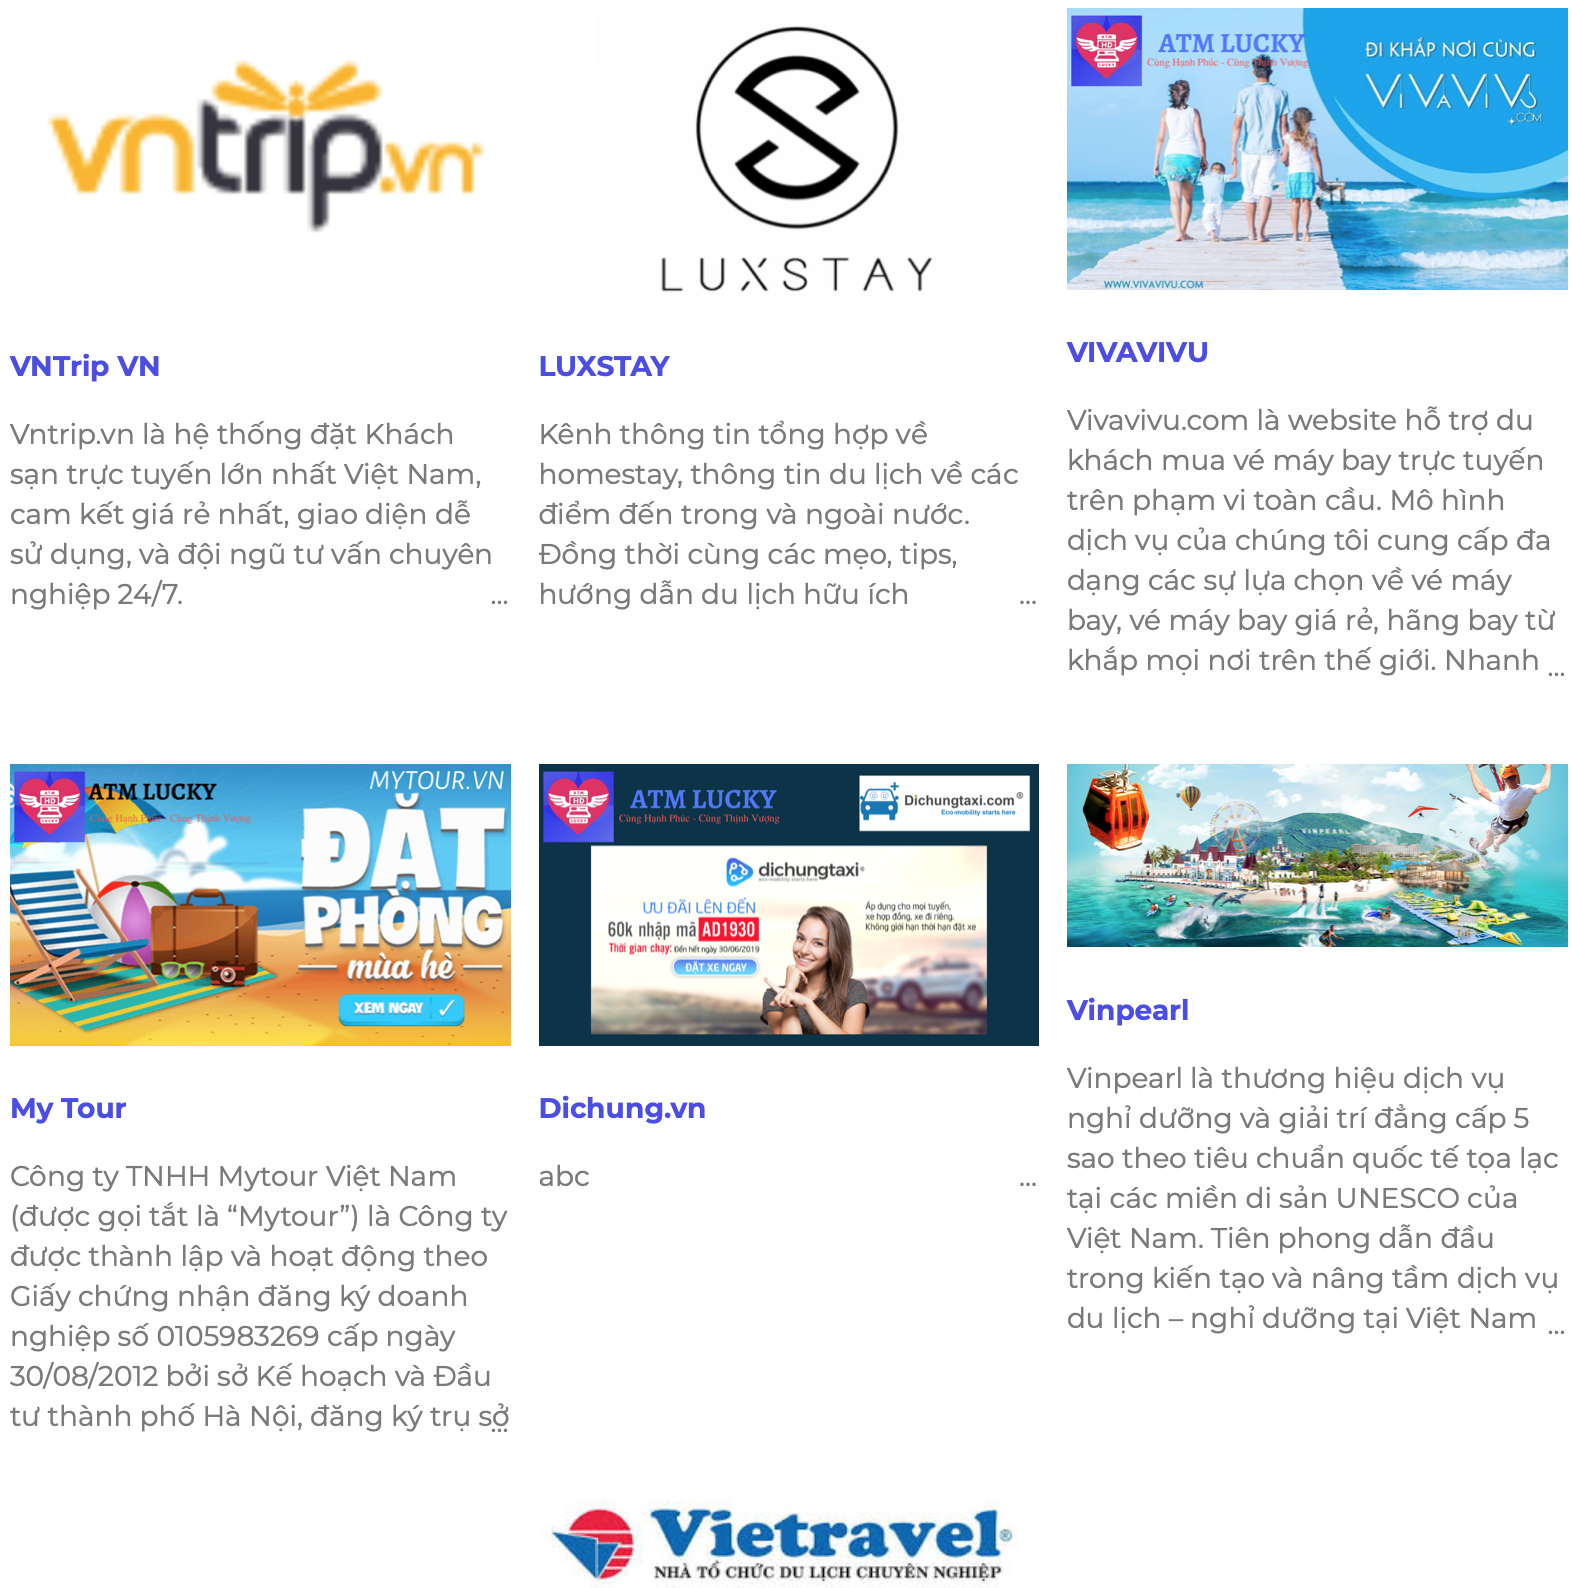 vntrip.vn
LUXSTAY
ATM
HD
LUCKY
ATM LUCKY
Cùng Hạnh Phúc - Cùng Thịnh Vượng
ĐI KHẮP NƠI CÙNG
VIVAVIVU
.COM
WWW.VIVAVIVU.COM
VNTrip VN
Vntrip.vn là hệ thống đặt Khách
sạn trực tuyến lớn nhất Việt Nam,
cam kết giá rẻ nhất, giao diện dễ
sử dụng, và đội ngũ tư vấn chuyên
nghiệp 24/7. ...
LUXSTAY
Kênh thông tin tổng hợp về
homestay, thông tin du lịch về các
điểm đến trong và ngoài nước.
Đồng thời cùng các mẹo, tips,
hướng dẫn du lịch hữu ích ...
VIVAVIVU
Vivavivu.com là website hỗ trợ du
khách mua vé máy bay trực tuyến
trên phạm vi toàn cầu. Mô hình
dịch vụ của chúng tôi cung cấp đa
dạng các sự lựa chọn về vé máy
bay, vé máy bay giá rẻ, hãng bay từ
khắp mọi nơi trên thế giới. Nhanh ...
ATM
HD
LUCKY
ATM LUCKY
Cùng Hạnh Phúc - Cùng Thịnh Vượng
MYTOUR.VN
ĐẶT
PHÒNG
mùa hè
XEM NGAY
My Tour
Công ty TNHH Mytour Việt Nam
(được gọi tắt là “Mytour”) là Công ty
được thành lập và hoạt động theo
Giấy chứng nhận đăng ký doanh
nghiệp số 0105983269 cấp ngày
30/08/2012 bởi sở Kế hoạch và Đầu
tư thành phố Hà Nội, đăng ký trụ sở ...
ATM
HD
LUCKY
ATM LUCKY
Cùng Hạnh Phúc - Cùng Thịnh Vượng
Dichungtaxi.com®
Eco-mobility starts here
dichungtaxi®
eco-mobility starts here
ƯU ĐÃI LÊN ĐẾN
60k nhập mã AD1930
Thời gian chạy: Đến hết ngày 30/06/2019
ĐẶT XE NGAY
Áp dụng cho mọi tuyến,
xe hợp đồng, xe đi riêng.
Không giới hạn thời hạn đặt xe
Dichung.vn
abc ...
VINPEARL
Vinpearl
Vinpearl là thương hiệu dịch vụ
nghỉ dưỡng và giải trí đẳng cấp 5
sao theo tiêu chuẩn quốc tế tọa lạc
tại các miền di sản UNESCO của
Việt Nam. Tiên phong dẫn đầu
trong kiến tạo và nâng tầm dịch vụ
du lịch – nghỉ dưỡng tại Việt Nam ...
Vietravel®
NHÀ TỔ CHỨC DU LỊCH CHUYÊN NGHIỆP